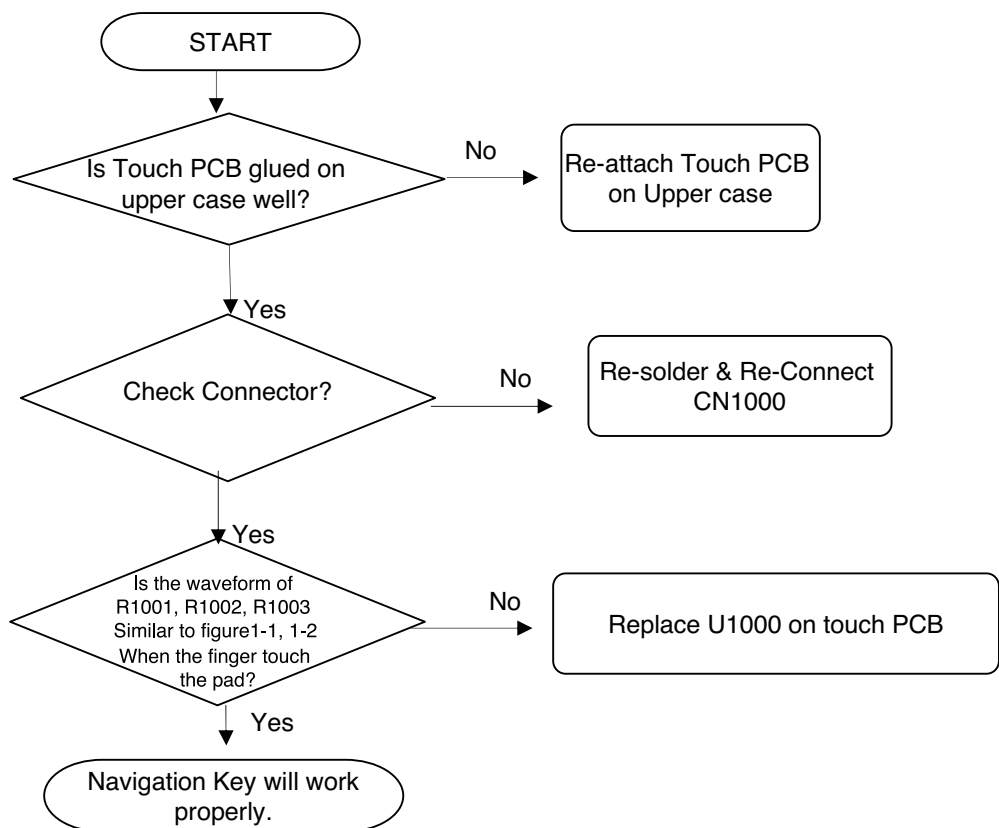 START
Is Touch PCB glued on
upper case well?
No
Re-attach Touch PCB
on Upper case
Yes
Check Connector?
No
Re-solder & Re-Connect
CN1000
Yes
Is the waveform of
R1001, R1002, R1003
Similar to figure1-1, 1-2
When the finger touch
the pad?
No
Replace U1000 on touch PCB
Yes
Navigation Key will work
properly.